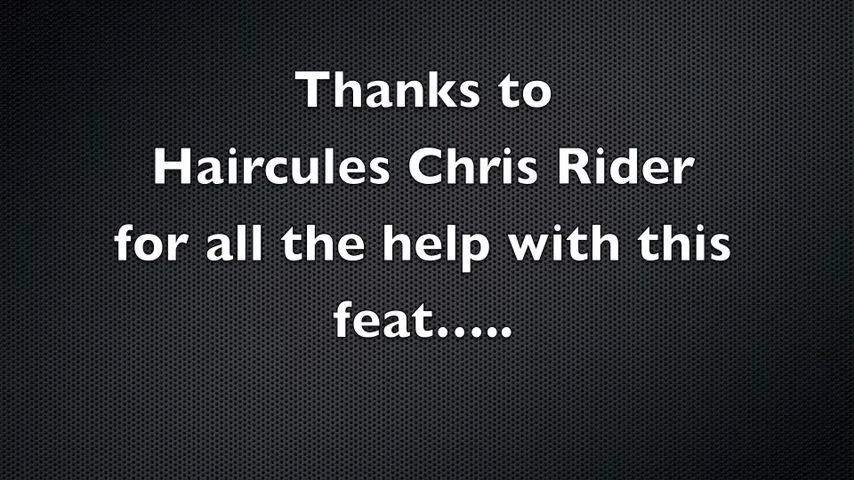 Thanks to
Haircules Chris Rider
for all the help with this
feat.....